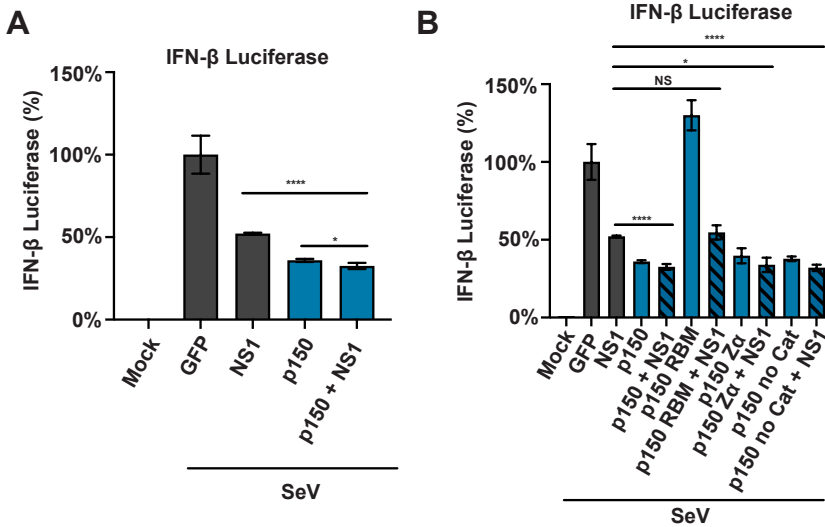 A
IFN-β Luciferase
IFN-β Luciferase (%)
150%
100%
50%
0%
****
*
Mock
GFP
NS1
p150
p150 + NS1
SeV
B
IFN-β Luciferase
IFN-β Luciferase (%)
150%
100%
50%
0%
****
*
NS
****
Mock
GFP
NS1
p150
p150 + NS1
p150 RBM
p150 RBM + NS1
p150 Zα
p150 Zα + NS1
p150 no Cat
p150 no Cat + NS1
SeV